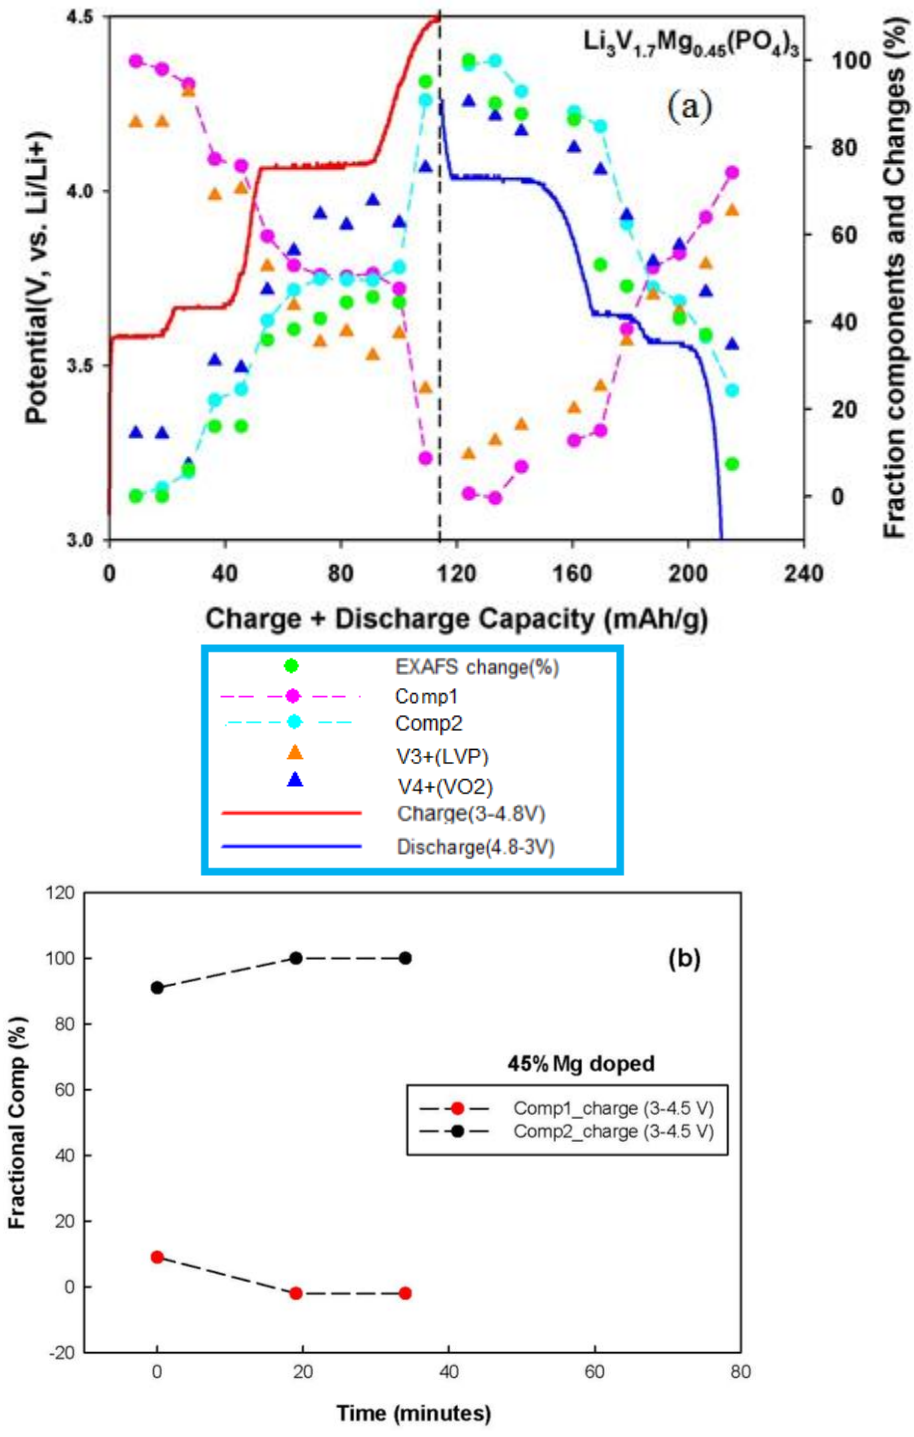 4.5
4.0
3.5
3.0
Potential(V, vs. Li/Li+)
Li3V1.7Mg0.45(PO4)3
(a)
100
80
60
40
20
0
Fraction components and Changes (%)
0 40 80 120 160 200 240
Charge + Discharge Capacity (mAh/g)
EXAFS change(%)
Comp1
Comp2
V3+(LVP)
V4+(VO2)
Charge(3-4.8V)
Discharge(4.8-3V)
120
100
80
60
40
20
0
-20
Fractional Comp (%)
(b)
45% Mg doped
Comp1_charge (3-4.5 V)
Comp2_charge (3-4.5 V)
0 20 40 60 80
Time (minutes)